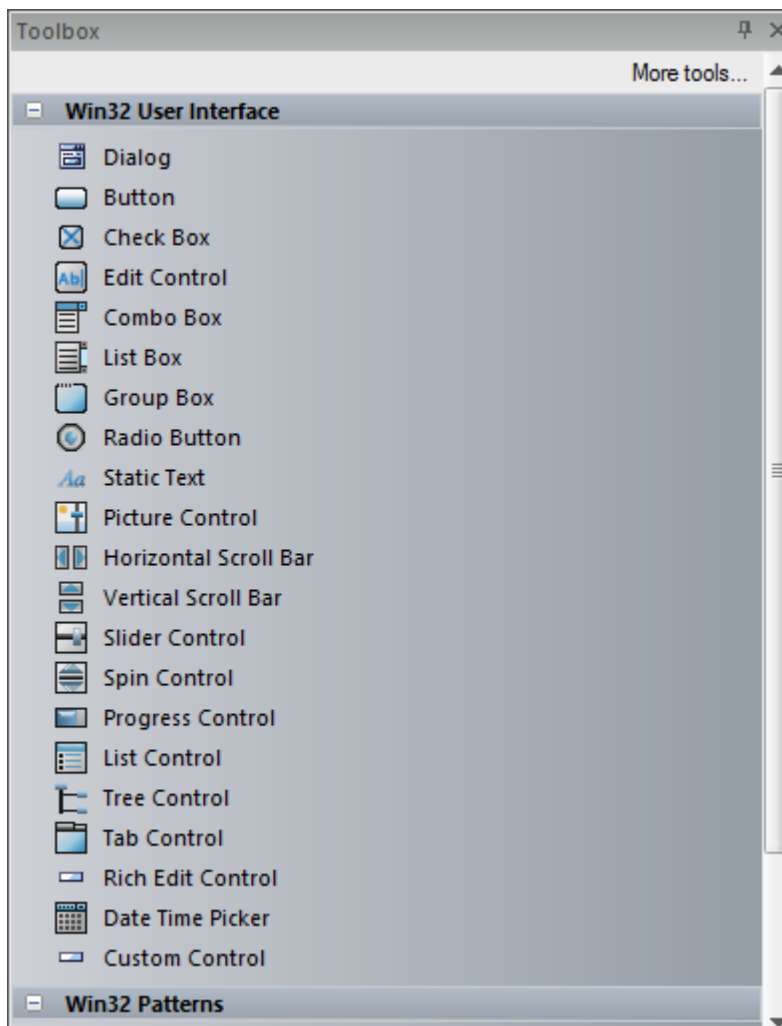 Toolbox
More tools...
Win32 User Interface
Dialog
Button
Check Box
Ab Edit Control
Combo Box
List Box
Group Box
Radio Button
Aa Static Text
Picture Control
Horizontal Scroll Bar
Vertical Scroll Bar
Slider Control
Spin Control
Progress Control
List Control
Tree Control
Tab Control
Rich Edit Control
Date Time Picker
Custom Control
Win32 Patterns